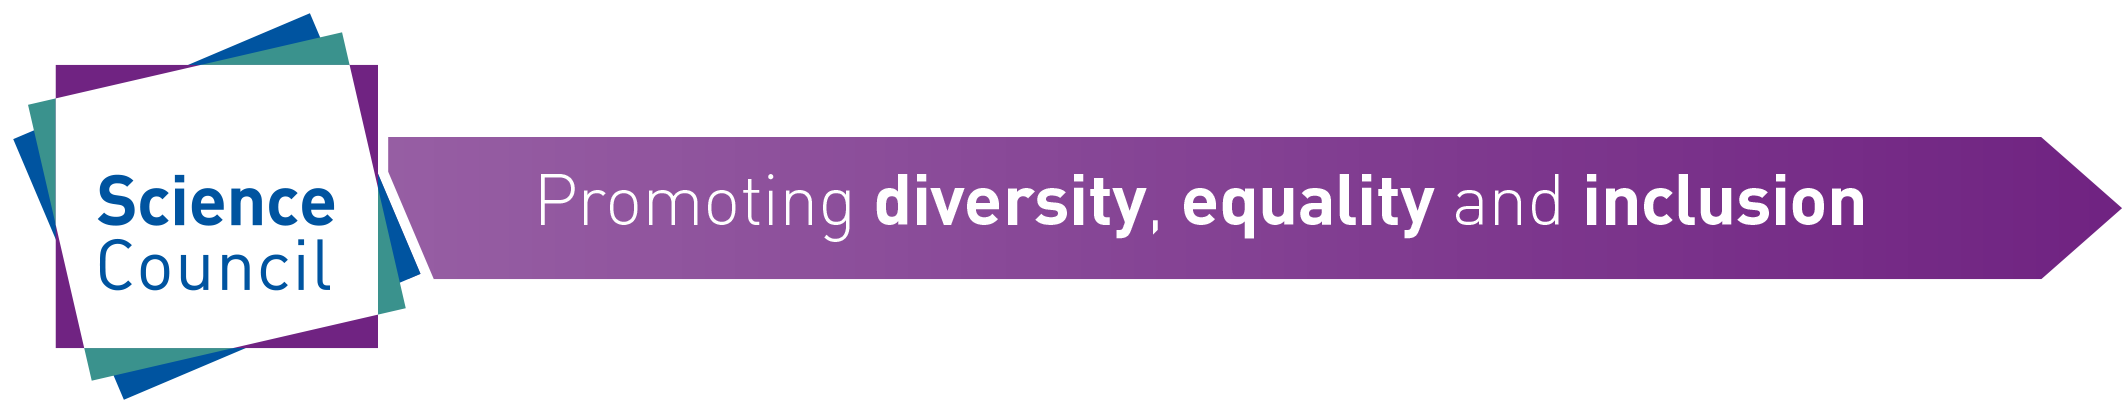 Science
Council
Promoting diversity, equality and inclusion